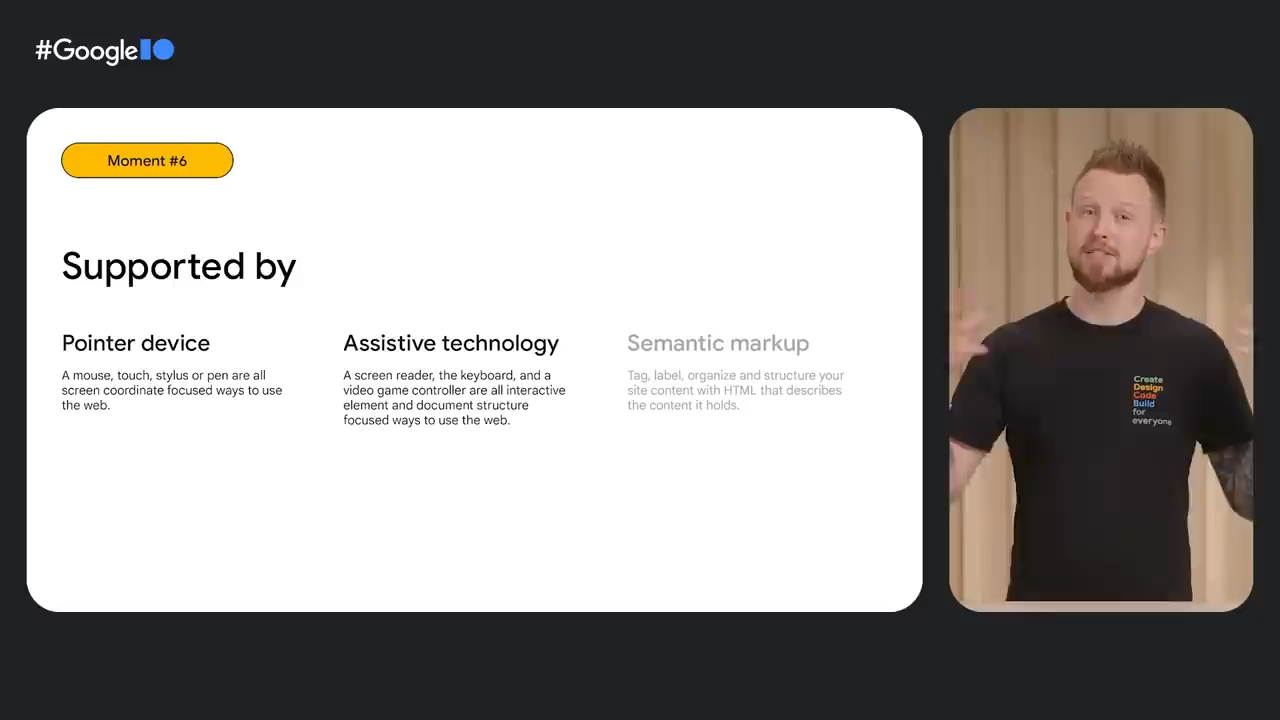 #Google IO
Moment #6
Supported by
Pointer device
A mouse, touch, stylus or pen are all
screen coordinate focused ways to use
the web.
Assistive technology
A screen reader, the keyboard, and a
video game controller are all interactive
element and document structure
focused ways to use the web.
Semantic markup
Tag, label, organize and structure your
site content with HTML that describes
the content it holds.
Create
Design
Code
Build
for
everyone